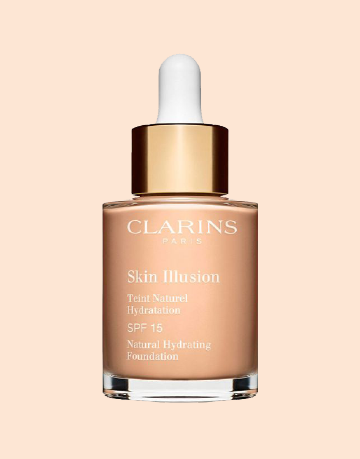 CLARINS
PARIS
Skin Illusion
Teint Naturel
Hydratation
SPF 15
Natural Hydrating
Foundation